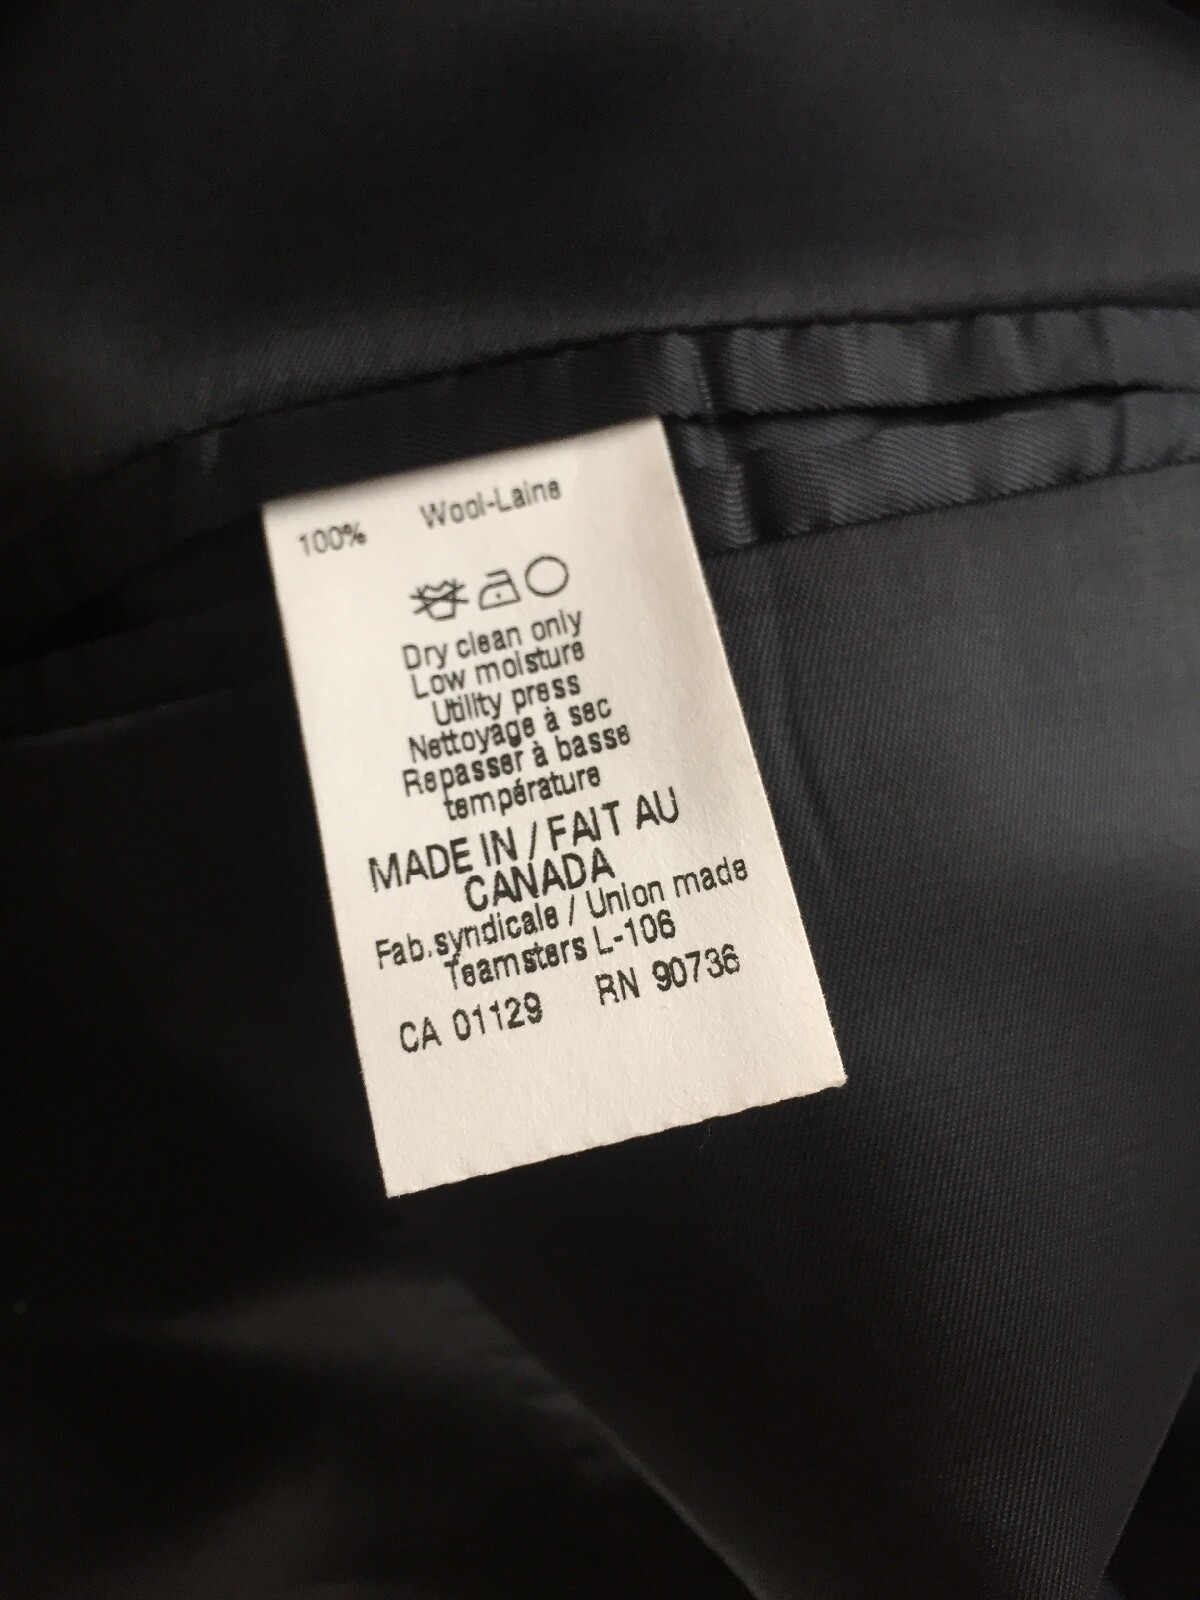 100% Wool-Laine
Dry clean only
Low moisture
Utility press
Nettoyage à sec
Repasser à basse
température
MADE IN / FAIT AU
CANADA
Fab.syndicale / Union made
Teamsters L-106
CA 01129 RN 90736